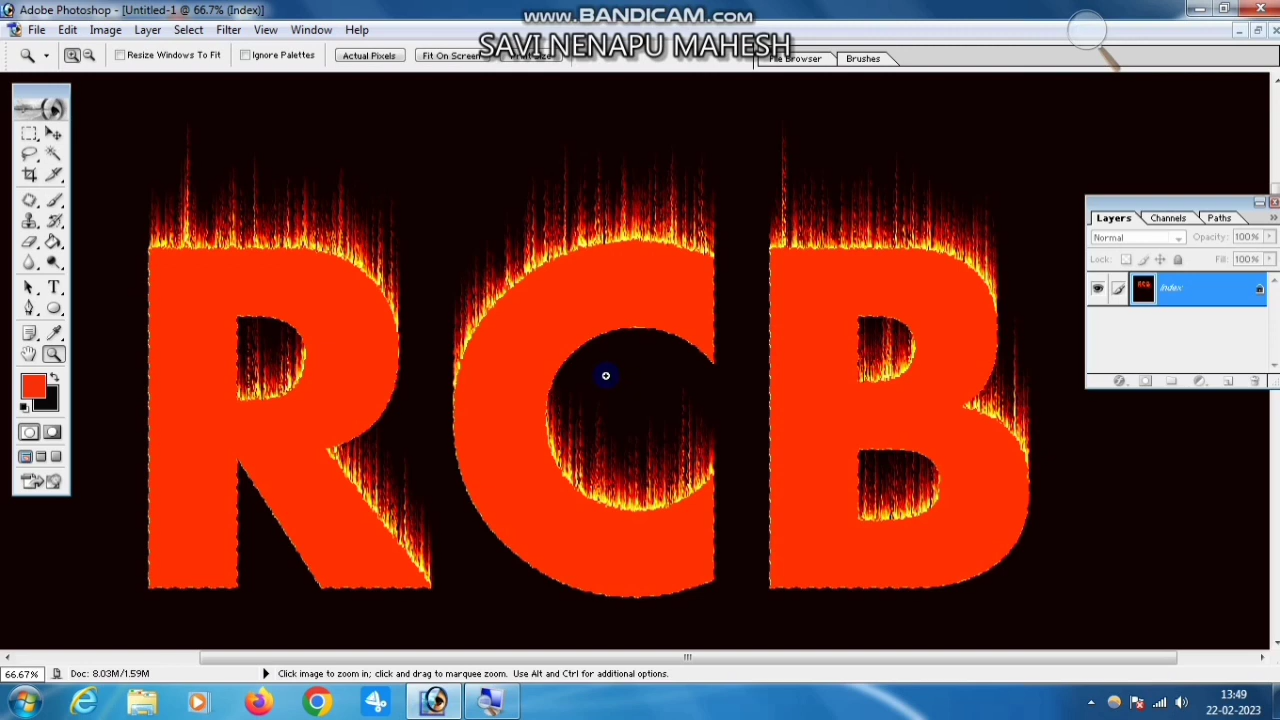 Adobe Photoshop - [Untitled-1 @ 66.7% (Index)]
www.BANDICAM.com
File Edit Image Layer Select Filter View Window Help
SAVI NENAPU MAHESH
Resize Windows To Fit Ignore Palettes Actual Pixels Fit On Screen File Browser Brushes
RCB
Layers Channels Paths
Normal Opacity: 100%
Lock: Fill: 100%
Index
66.67% Doc: 8.03M/1.59M Click image to zoom in; click and drag to marquee zoom. Use Alt and Ctrl for additional options.
13:49
22-02-2023